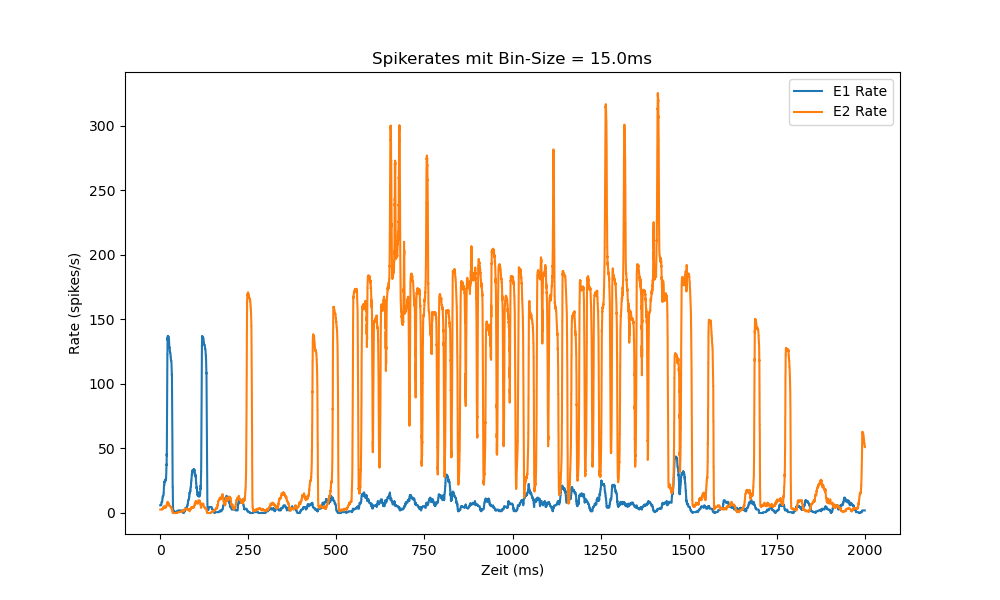 Spikerates mit Bin-Size = 15.0ms
E1 Rate
E2 Rate
Rate (spikes/s)
300
250
200
150
100
50
0
0 250 500 750 1000 1250 1500 1750 2000
Zeit (ms)